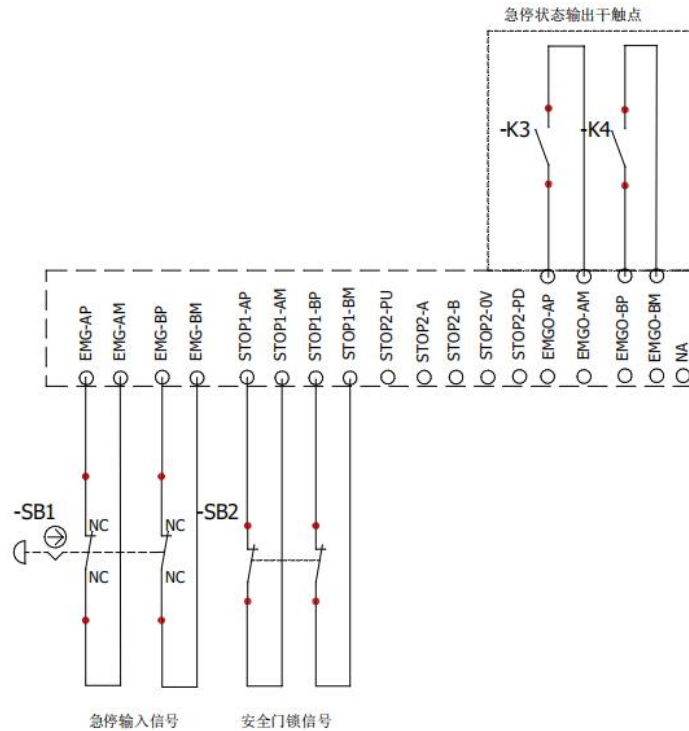 急停状态输出干触点
-K3
-K4
EMG-AP
EMG-AM
EMG-BP
EMG-BM
STOP1-AP
STOP1-AM
STOP1-BP
STOP1-BM
STOP2-PU
STOP2-A
STOP2-B
STOP2-0V
STOP2-PD
EMGO-AP
EMGO-AM
EMGO-BP
EMGO-BM
NA
-SB1
NC
NC
-SB2
NC
NC
急停输入信号
安全门锁信号